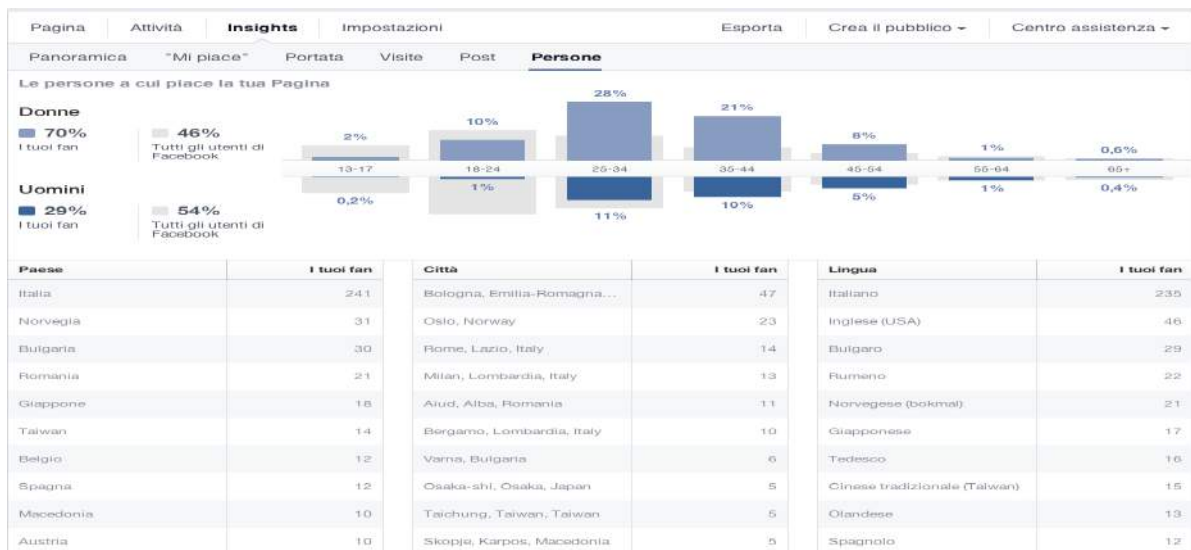 Pagina Attività Insights Impostazioni Esporta Crea il pubblico Centro assistenza
Panoramica "Mi piace" Portata Visite Post Persone
Le persone a cui piace la tua Pagina
Donne
70% 46%
I tuoi fan Tutti gli utenti di
Facebook
2% 10% 28% 21% 8% 1% 0,6%
13-17 18-24 25-34 35-44 45-54 55-64 65+
0,2% 1% 11% 10% 5% 1% 0,4%
Uomini
29% 54%
I tuoi fan Tutti gli utenti di
Facebook
Paese I tuoi fan Città I tuoi fan Lingua I tuoi fan
Italia 241 Bologna, Emilia-Romagna... 47 Italiano 235
Norvegia 31 Oslo, Norway 23 Inglese (USA) 46
Bulgaria 30 Rome, Lazio, Italy 14 Bulgaro 29
Romania 21 Milan, Lombardia, Italy 13 Rumeno 22
Giappone 18 Aiud, Alba, Romania 11 Norvegese (bokmal) 21
Taiwan 14 Bergamo, Lombardia, Italy 10 Giapponese 17
Belgio 12 Varna, Bulgaria 6 Tedesco 16
Spagna 12 Osaka-shi, Osaka, Japan 5 Cinese tradizionale (Taiwan) 15
Macedonia 10 Taichung, Taiwan, Taiwan 5 Olandese 13
Austria 10 Skopje, Karpos, Macedonia 5 Spagnolo 12